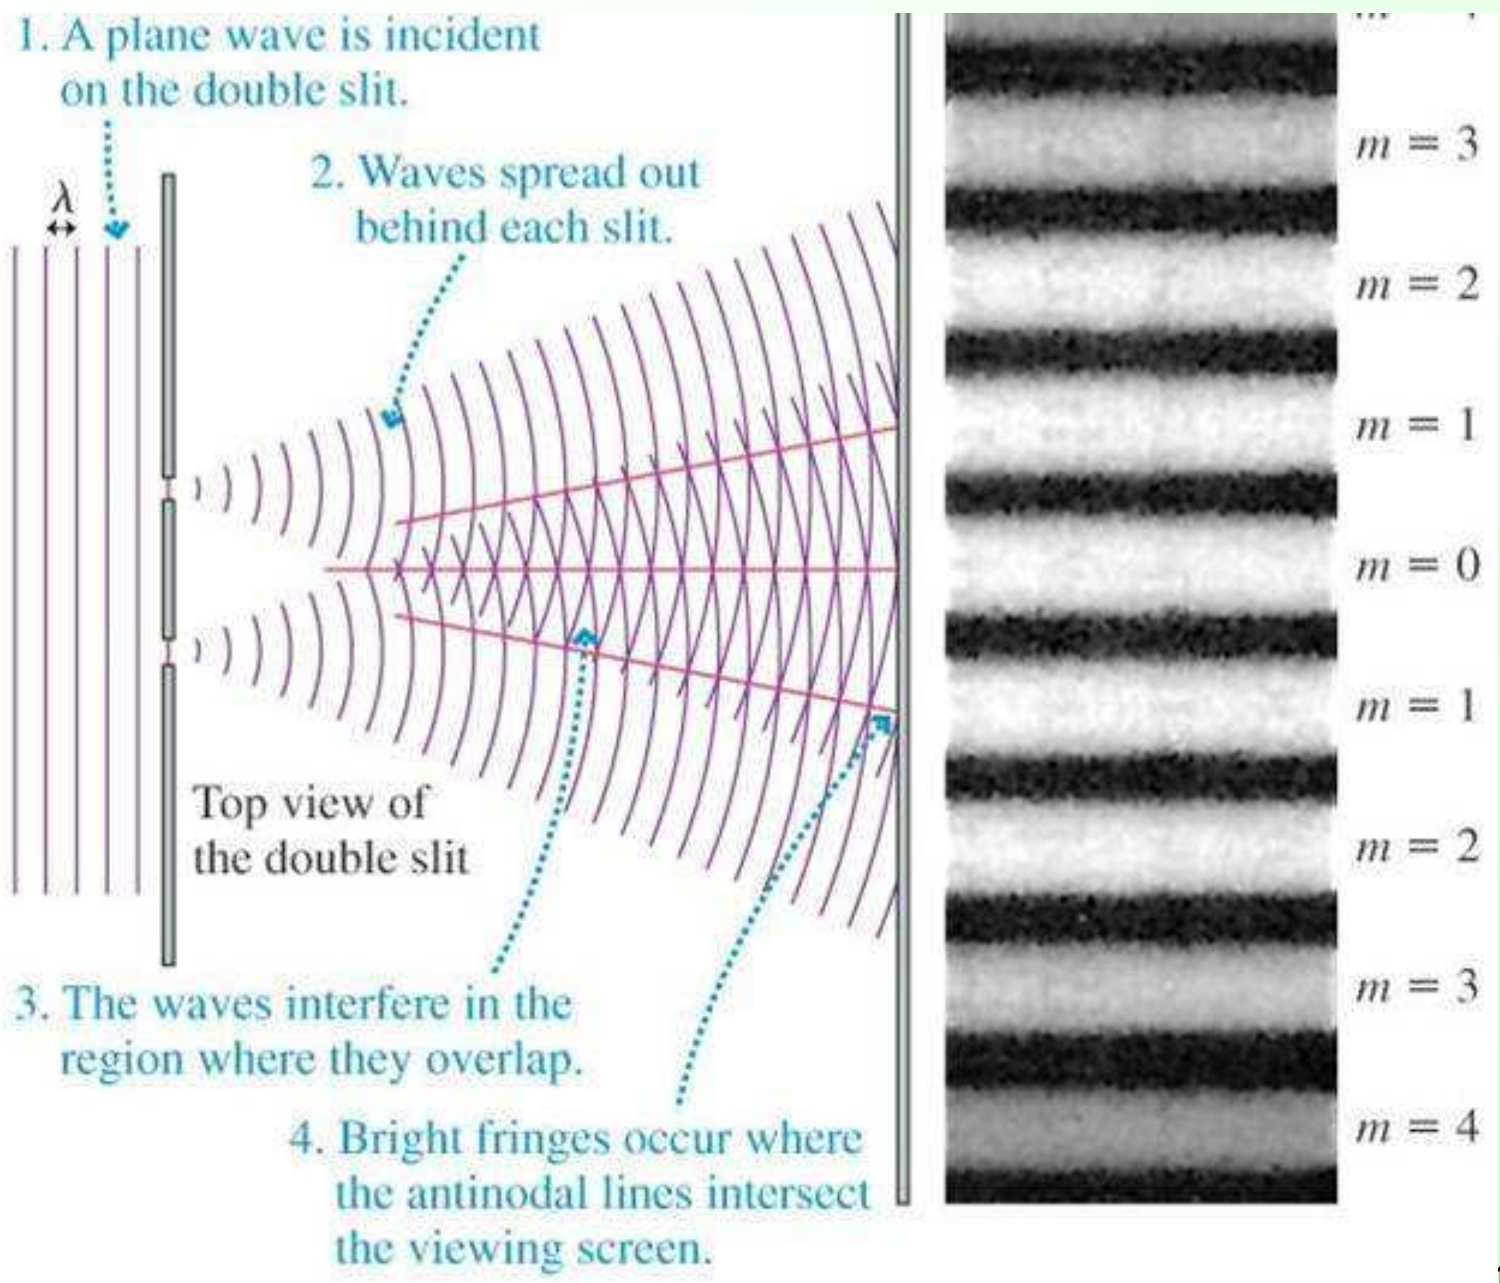 1. A plane wave is incident
on the double slit.
λ
2. Waves spread out
behind each slit.
Top view of
the double slit
3. The waves interfere in the
region where they overlap.
4. Bright fringes occur where
the antinodal lines intersect
the viewing screen.
m = 3
m = 2
m = 1
m = 0
m = 1
m = 2
m = 3
m = 4